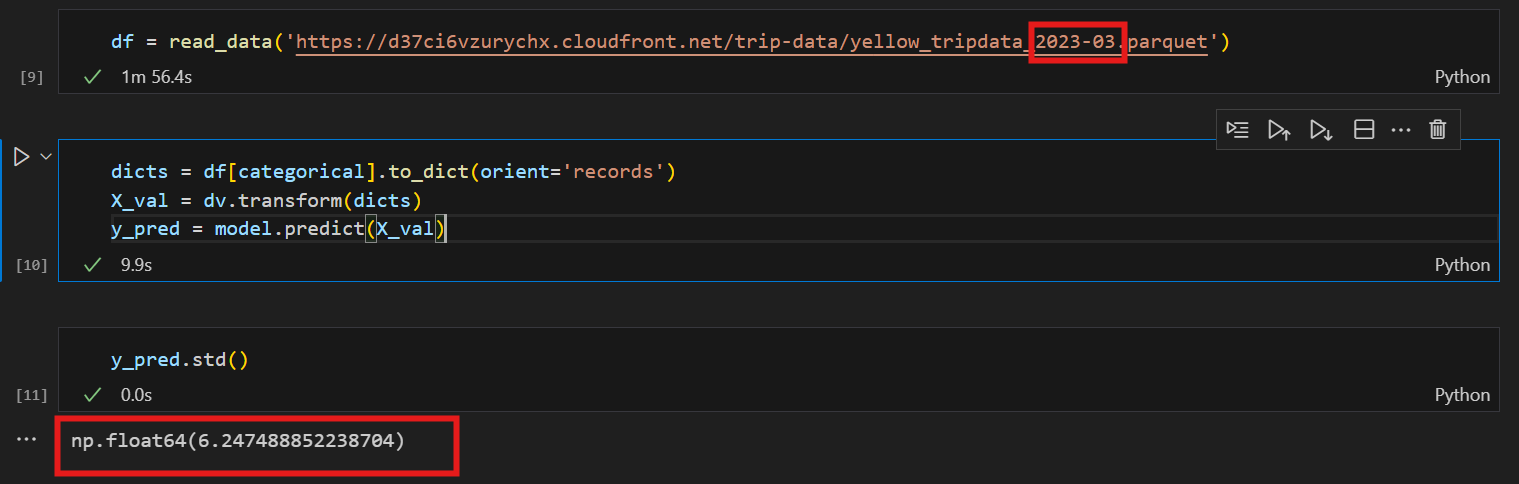 df = read_data('https://d37ci6vzurychx.cloudfront.net/trip-data/yellow_tripdata_2023-03.parquet')
[9] 1m 56.4s Python
dicts = df[categorical].to_dict(orient='records')
X_val = dv.transform(dicts)
y_pred = model.predict(X_val)
[10] 9.9s Python
y_pred.std()
[11] 0.0s Python
np.float64(6.247488852238704)